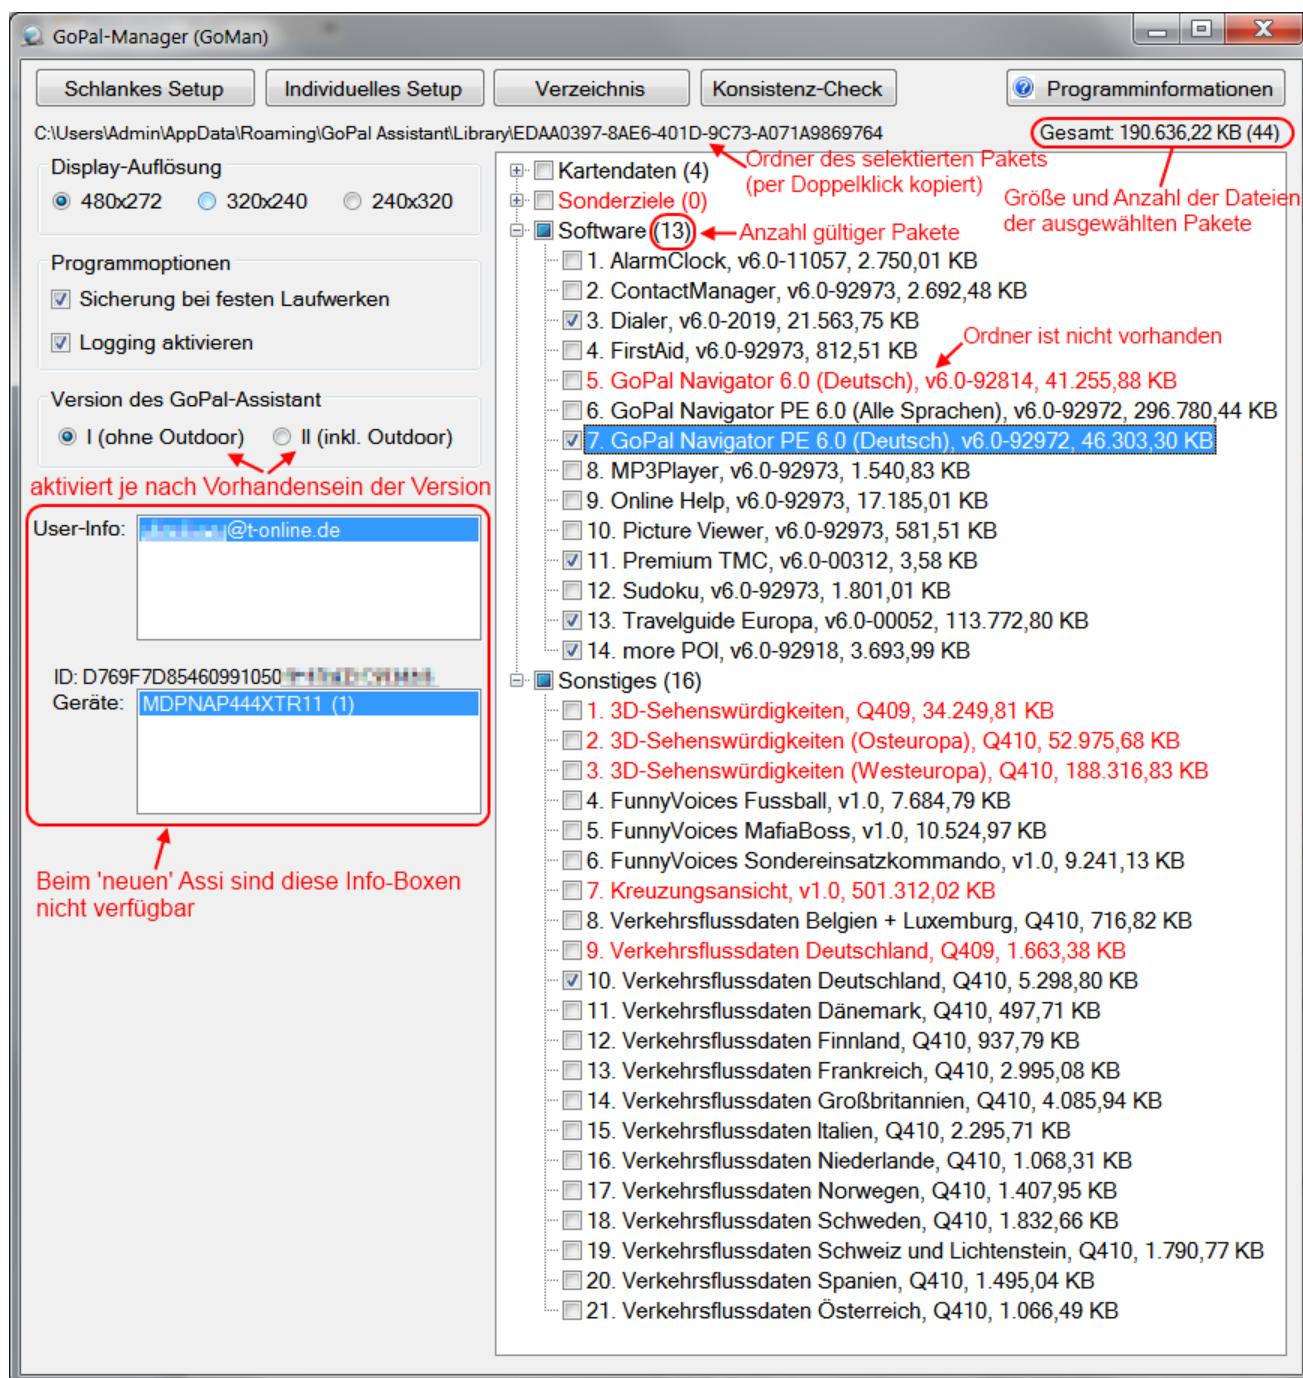 GoPal-Manager (GoMan)
Schlankes Setup
Individuelles Setup
Verzeichnis
Konsistenz-Check
Programminformationen
C:\Users\Admin\AppData\Roaming\GoPal Assistant\Library\EDAA0397-8AE6-401D-9C73-A071A9869764
Gesamt: 190.636,22 KB (44)
Display-Auflösung
480x272
320x240
240x320
Programmoptionen
Sicherung bei festen Laufwerken
Logging aktivieren
Version des GoPal-Assistant
I (ohne Outdoor)
II (inkl. Outdoor)
aktiviert je nach Vorhandensein der Version
User-Info:
@t-online.de
ID: D769F7D85460991050
Geräte:
MDPNAP444XTR11 (1)
Beim 'neuen' Assi sind diese Info-Boxen
nicht verfügbar
Ordner des selektierten Pakets
(per Doppelklick kopiert)
Größe und Anzahl der Dateien
der ausgewählten Pakete
Kartendaten (4)
Sonderziele (0)
Software (13)
Anzahl gültiger Pakete
1. AlarmClock, v6.0-11057, 2.750,01 KB
2. ContactManager, v6.0-92973, 2.692,48 KB
3. Dialer, v6.0-2019, 21.563,75 KB
4. FirstAid, v6.0-92973, 812,51 KB
Ordner ist nicht vorhanden
5. GoPal Navigator 6.0 (Deutsch), v6.0-92814, 41.255,88 KB
6. GoPal Navigator PE 6.0 (Alle Sprachen), v6.0-92972, 296.780,44 KB
7. GoPal Navigator PE 6.0 (Deutsch), v6.0-92972, 46.303,30 KB
8. MP3Player, v6.0-92973, 1.540,83 KB
9. Online Help, v6.0-92973, 17.185,01 KB
10. Picture Viewer, v6.0-92973, 581,51 KB
11. Premium TMC, v6.0-00312, 3,58 KB
12. Sudoku, v6.0-92973, 1.801,01 KB
13. Travelguide Europa, v6.0-00052, 113.772,80 KB
14. more POI, v6.0-92918, 3.693,99 KB
Sonstiges (16)
1. 3D-Sehenswürdigkeiten, Q409, 34.249,81 KB
2. 3D-Sehenswürdigkeiten (Osteuropa), Q410, 52.975,68 KB
3. 3D-Sehenswürdigkeiten (Westeuropa), Q410, 188.316,83 KB
4. FunnyVoices Fussball, v1.0, 7.684,79 KB
5. FunnyVoices MafiaBoss, v1.0, 10.524,97 KB
6. FunnyVoices Sondereinsatzkommando, v1.0, 9.241,13 KB
7. Kreuzungsansicht, v1.0, 501.312,02 KB
8. Verkehrsflussdaten Belgien + Luxemburg, Q410, 716,82 KB
9. Verkehrsflussdaten Deutschland, Q409, 1.663,38 KB
10. Verkehrsflussdaten Deutschland, Q410, 5.298,80 KB
11. Verkehrsflussdaten Dänemark, Q410, 497,71 KB
12. Verkehrsflussdaten Finnland, Q410, 937,79 KB
13. Verkehrsflussdaten Frankreich, Q410, 2.995,08 KB
14. Verkehrsflussdaten Großbritannien, Q410, 4.085,94 KB
15. Verkehrsflussdaten Italien, Q410, 2.295,71 KB
16. Verkehrsflussdaten Niederlande, Q410, 1.068,31 KB
17. Verkehrsflussdaten Norwegen, Q410, 1.407,95 KB
18. Verkehrsflussdaten Schweden, Q410, 1.832,66 KB
19. Verkehrsflussdaten Schweiz und Lichtenstein, Q410, 1.790,77 KB
20. Verkehrsflussdaten Spanien, Q410, 1.495,04 KB
21. Verkehrsflussdaten Österreich, Q410, 1.066,49 KB